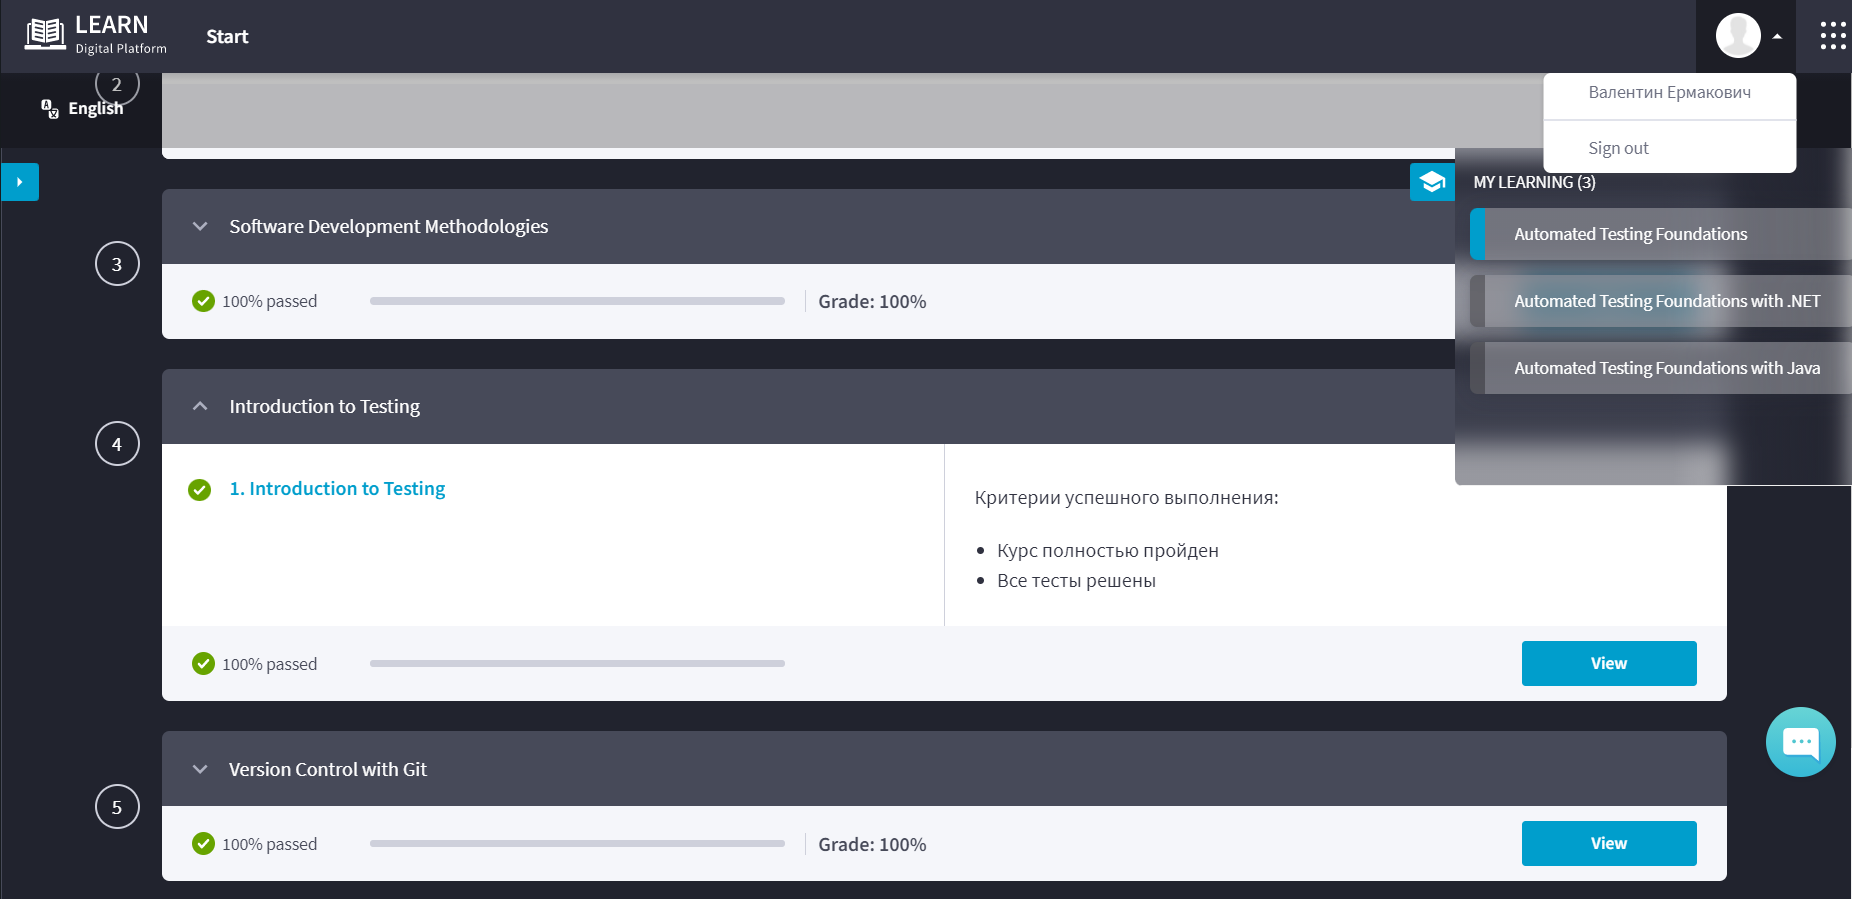 LEARN
Digital Platform
Start
Валентин Ермакович
Sign out
English
2
MY LEARNING (3)
Automated Testing Foundations
Automated Testing Foundations with .NET
Automated Testing Foundations with Java
3
Software Development Methodologies
100% passed
Grade: 100%
4
Introduction to Testing
1. Introduction to Testing
Критерии успешного выполнения:
Курс полностью пройден
Все тесты решены
100% passed
View
5
Version Control with Git
100% passed
Grade: 100%
View